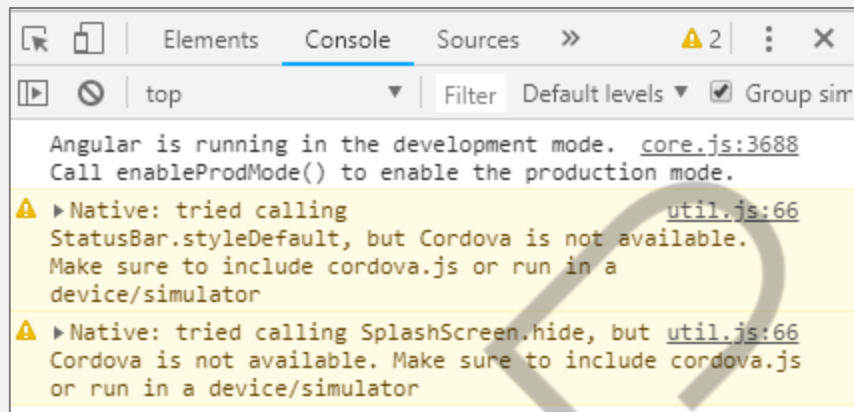 Elements Console Sources » 2
top Filter Default levels Group sim
Angular is running in the development mode. core.js:3688
Call enableProdMode() to enable the production mode.
Native: tried calling util.js:66
StatusBar.styleDefault, but Cordova is not available.
Make sure to include cordova.js or run in a
device/simulator
Native: tried calling SplashScreen.hide, but util.js:66
Cordova is not available. Make sure to include cordova.js
or run in a device/simulator